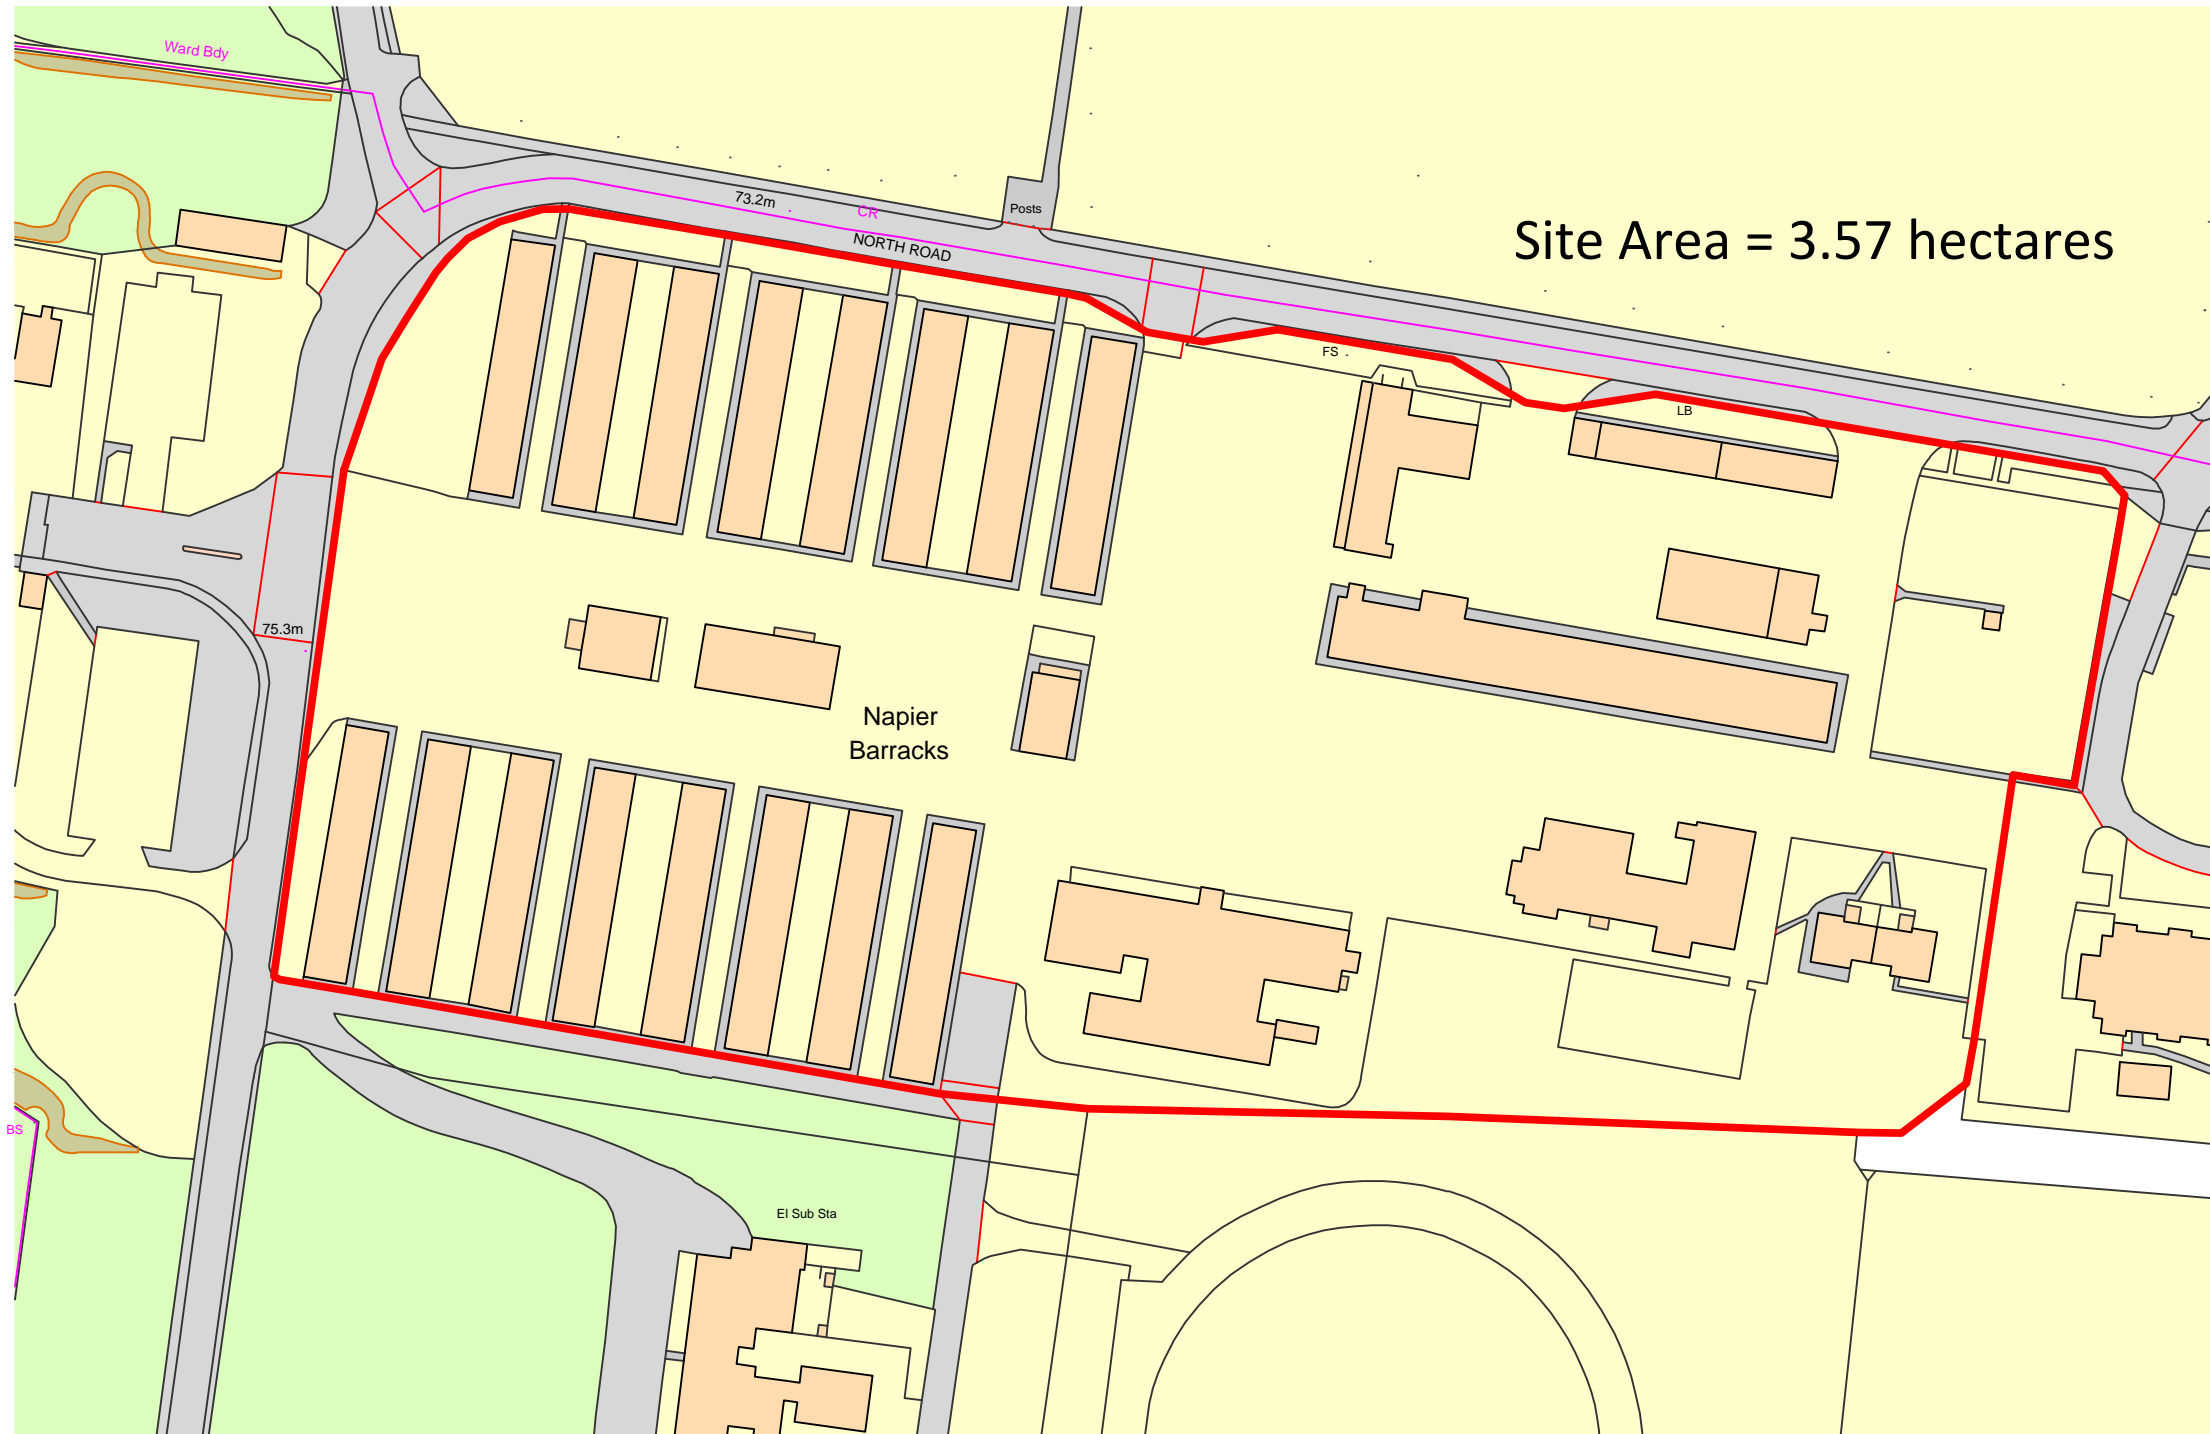 Ward Bdy
73.2m
CR
Posts
NORTH ROAD
Site Area = 3.57 hectares
FS
LB
75.3m
Napier
Barracks
BS
El Sub Sta